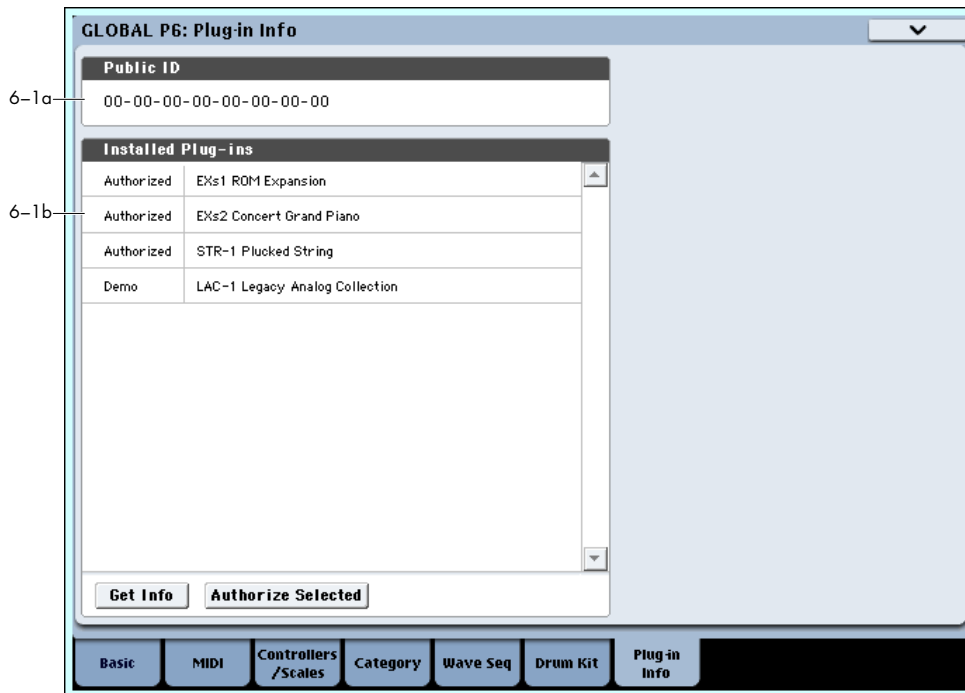 GLOBAL P6: Plug-in Info
Public ID
6-1a
00-00-00-00-00-00-00-00
Installed Plug-ins
Authorized EXs1 ROM Expansion
6-1b
Authorized EXs2 Concert Grand Piano
Authorized STR-1 Plucked String
Demo LAC-1 Legacy Analog Collection
Get Info Authorize Selected
Basic MIDI Controllers /Scales Category Wave Seq Drum Kit Plug-in Info